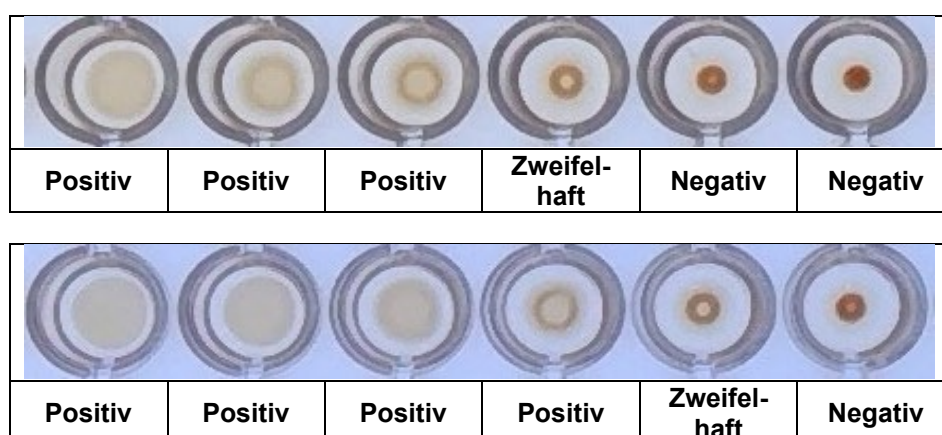 Positiv Positiv Positiv Zweifel-
haft Negativ Negativ
Positiv Positiv Positiv Positiv Zweifel-
haft Negativ